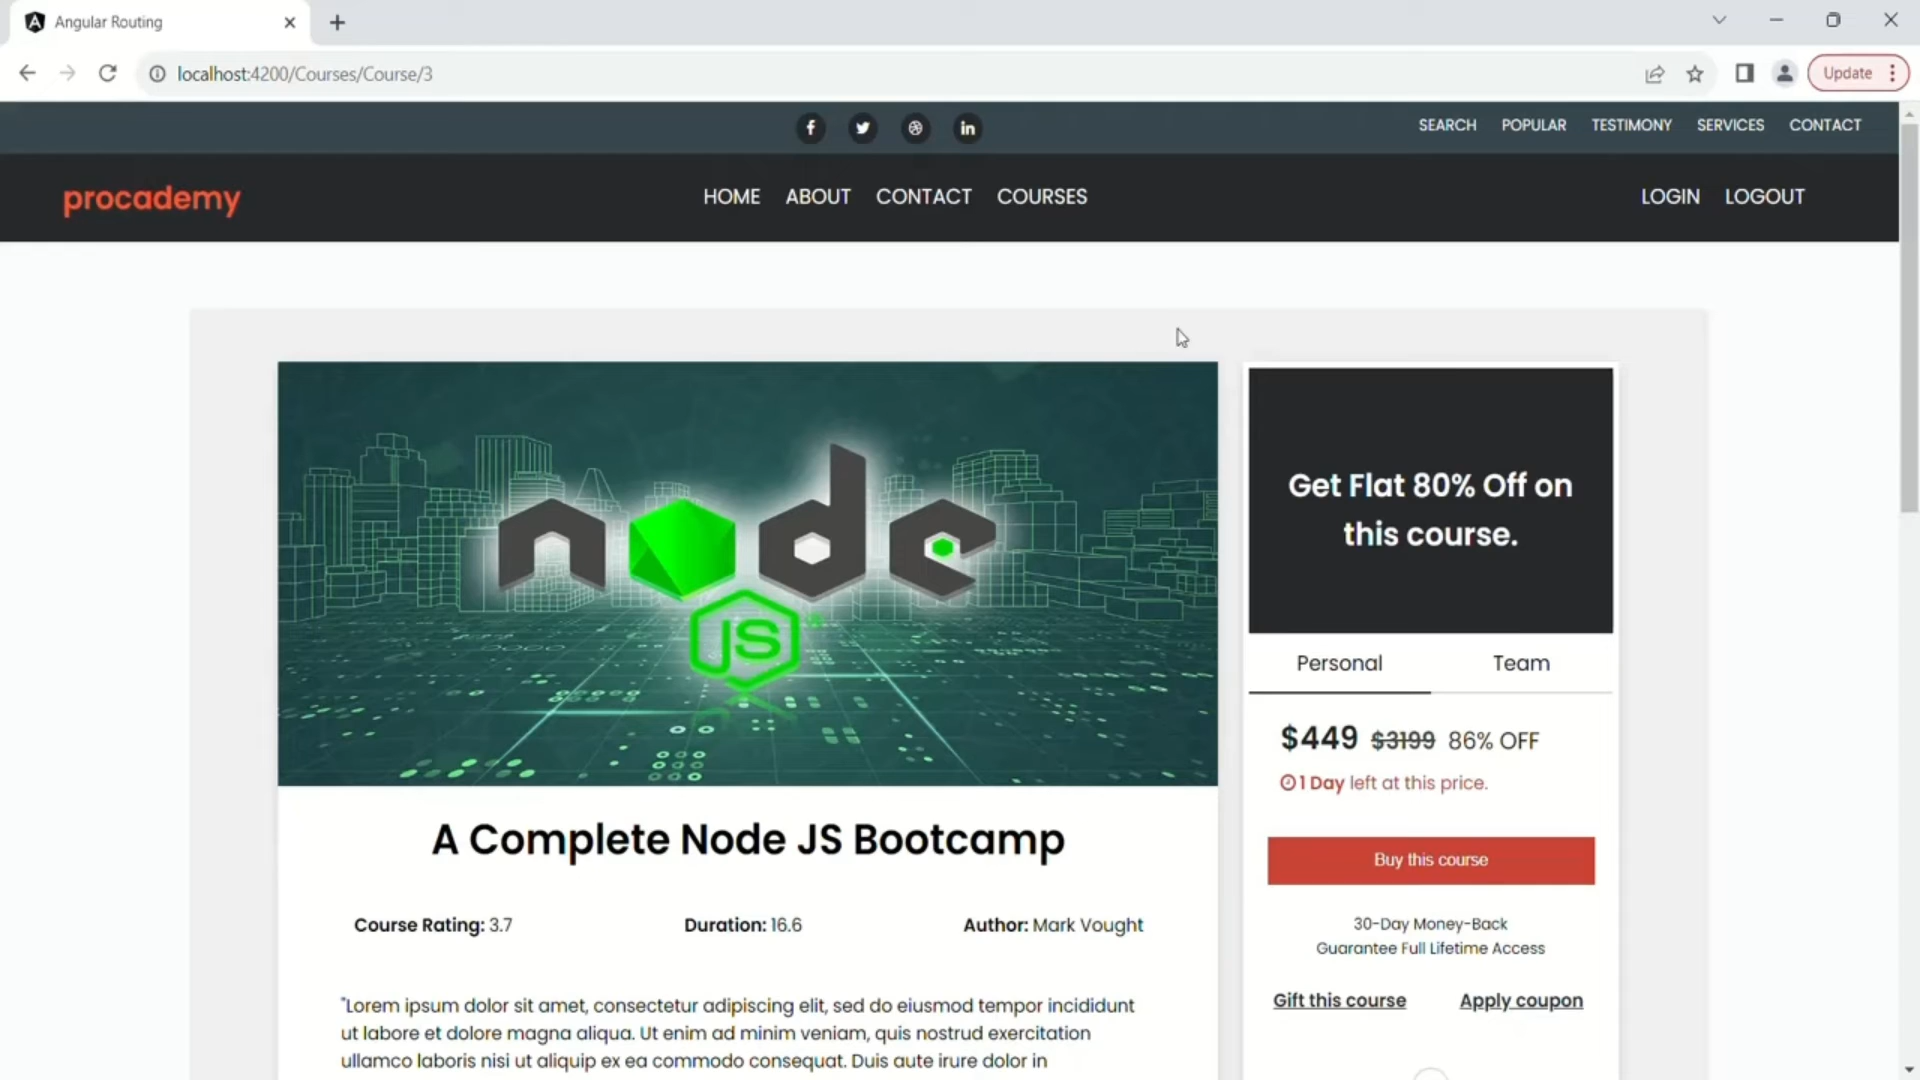 Angular Routing
localhost:4200/Courses/Course/3
Update
SEARCH POPULAR TESTIMONY SERVICES CONTACT
procademy
HOME ABOUT CONTACT COURSES
LOGIN LOGOUT
node
JS
Get Flat 80% Off on
this course.
Personal Team
$449 $3199 86% OFF
1 Day left at this price.
Buy this course
30-Day Money-Back
Guarantee Full Lifetime Access
Gift this course Apply coupon
A Complete Node JS Bootcamp
Course Rating: 3.7 Duration: 16.6 Author: Mark Vought
"Lorem ipsum dolor sit amet, consectetur adipiscing elit, sed do eiusmod tempor incididunt
ut labore et dolore magna aliqua. Ut enim ad minim veniam, quis nostrud exercitation
ullamco laboris nisi ut aliquip ex ea commodo consequat. Duis aute irure dolor in